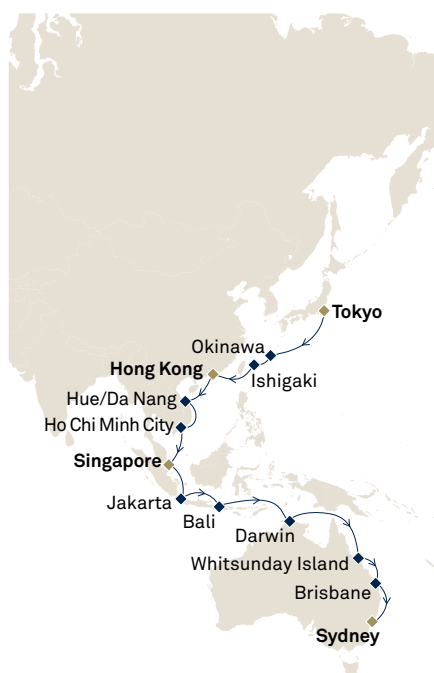 Tokyo
Okinawa
Hong Kong
Ishigaki
Hue/Da Nang
Ho Chi Minh City
Singapore
Jakarta
Bali
Darwin
Whitsunday Island
Brisbane
Sydney